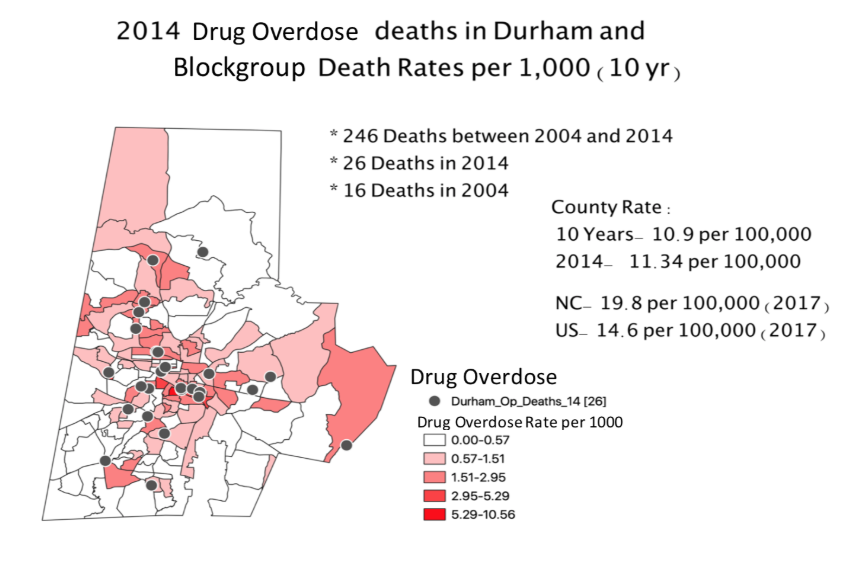 2014 Drug Overdose deaths in Durham and
Blockgroup Death Rates per 1,000 ( 10 yr )
* 246 Deaths between 2004 and 2014
* 26 Deaths in 2014
* 16 Deaths in 2004
County Rate :
10 Years– 10.9 per 100,000
2014– 11.34 per 100,000
NC– 19.8 per 100,000 ( 2017 )
US– 14.6 per 100,000 ( 2017 )
Drug Overdose
Durham_Op_Deaths_14 [26]
Drug Overdose Rate per 1000
0.00-0.57
0.57-1.51
1.51-2.95
2.95-5.29
5.29-10.56